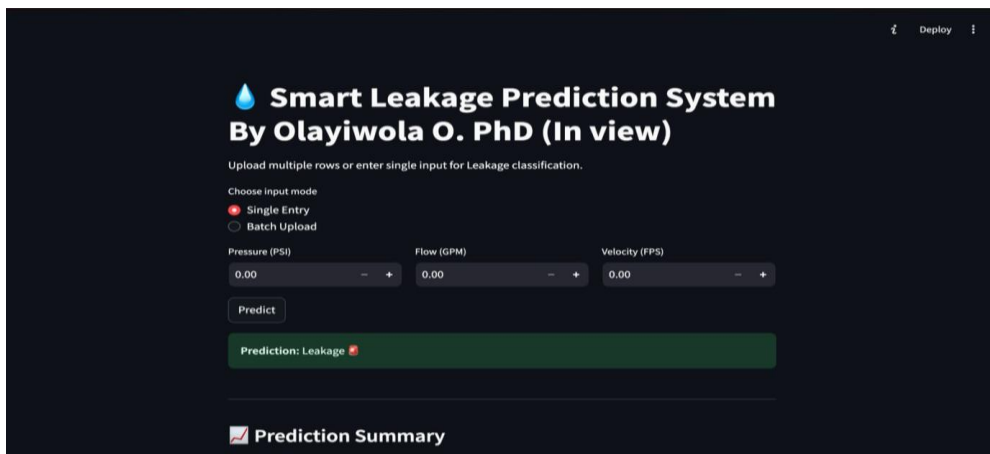 Deploy
Smart Leakage Prediction System
By Olayiwola O. PhD (In view)
Upload multiple rows or enter single input for Leakage classification.
Choose input mode
Single Entry
Batch Upload
Pressure (PSI) Flow (GPM) Velocity (FPS)
0.00 − + 0.00 − + 0.00 − +
Predict
Prediction: Leakage
Prediction Summary